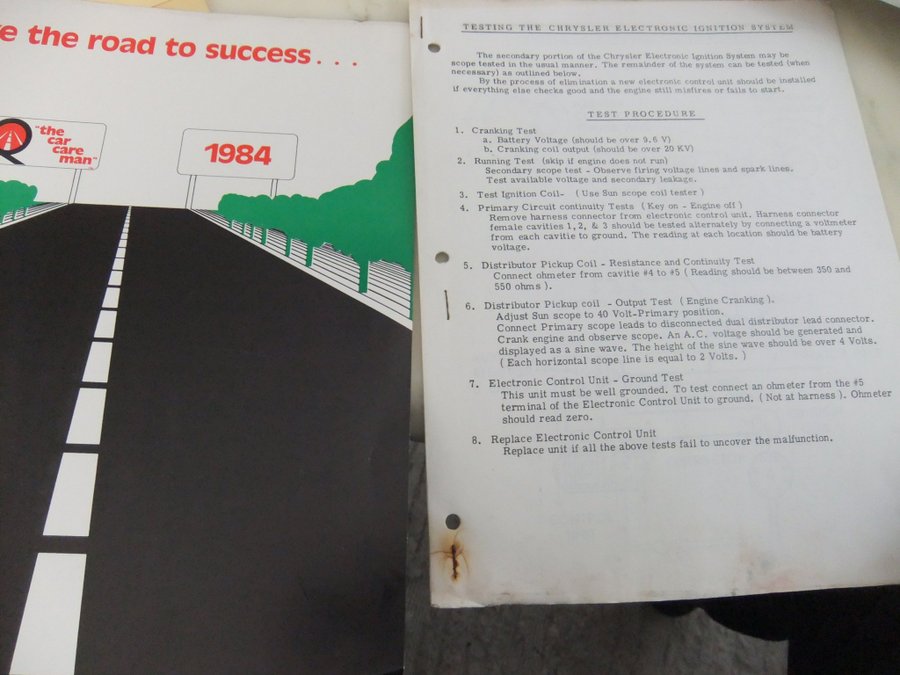 e the road to success . . .
"the
car
care
man"
1984
TESTING THE CHRYSLER ELECTRONIC IGNITION SYSTEM
The secondary portion of the Chrysler Electronic Ignition System may be
scope tested in the usual manner. The remainder of the system can be tested (when
necessary) as outlined below.
By the process of elimination a new electronic control unit should be installed
if everything else checks good and the engine still misfires or fails to start.
TEST PROCEDURE
1. Cranking Test
a. Battery Voltage (should be over 9.6 V)
b. Cranking coil output (should be over 20 KV)
2. Running Test (skip if engine does not run)
Secondary scope test - Observe firing voltage lines and spark lines.
Test available voltage and secondary leakage.
3. Test Ignition Coil- ( Use Sun scope coil tester )
4. Primary Circuit continuity Tests ( Key on - Engine off )
Remove harness connector from electronic control unit. Harness connector
female cavities 1, 2, & 3 should be tested alternately by connecting a voltmeter
from each cavitie to ground. The reading at each location should be battery
voltage.
5. Distributor Pickup Coil - Resistance and Continuity Test
Connect ohmeter from cavitie #4 to #5 ( Reading should be between 350 and
550 ohms ).
6. Distributor Pickup coil - Output Test ( Engine Cranking ).
Adjust Sun scope to 40 Volt-Primary position.
Connect Primary scope leads to disconnected dual distributor lead connector.
Crank engine and observe scope. An A.C. voltage should be generated and
displayed as a sine wave. The height of the sine wave should be over 4 Volts.
( Each horizontal scope line is equal to 2 Volts. )
7. Electronic Control Unit - Ground Test
This unit must be well grounded. To test connect an ohmeter from the #5
terminal of the Electronic Control Unit to ground. ( Not at harness ). Ohmeter
should read zero.
8. Replace Electronic Control Unit
Replace unit if all the above tests fail to uncover the malfunction.